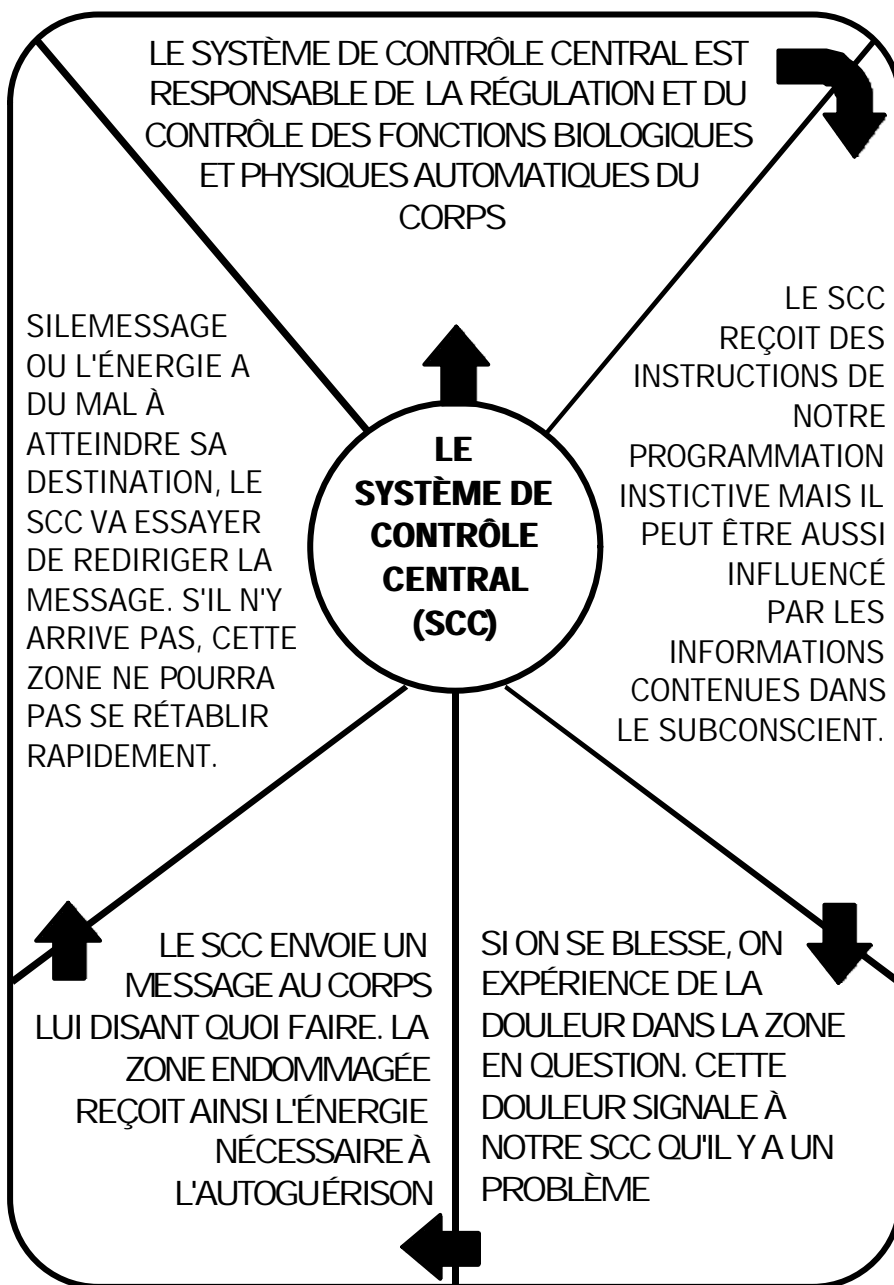 LE SYSTÈME DE CONTRÔLE CENTRAL EST
RESPONSABLE DE LA RÉGULATION ET DU
CONTRÔLE DES FONCTIONS BIOLOGIQUES
ET PHYSIQUES AUTOMATIQUES DU
CORPS
LE
SYSTÈME DE
CONTRÔLE
CENTRAL
(SCC)
LE SCC
REÇOIT DES
INSTRUCTIONS DE
NOTRE
PROGRAMMATION
INSTICTIVE MAIS IL
PEUT ÊTRE AUSSI
INFLUENCÉ
PAR LES
INFORMATIONS
CONTENUES DANS
LE SUBCONSCIENT.
SI ON SE BLESSE, ON
EXPÉRIENCE DE LA
DOULEUR DANS LA ZONE
EN QUESTION. CETTE
DOULEUR SIGNALE À
NOTRE SCC QU'IL Y A UN
PROBLÈME
LE SCC ENVOIE UN
MESSAGE AU CORPS
LUI DISANT QUOI FAIRE. LA
ZONE ENDOMMAGÉE
REÇOIT AINSI L'ÉNERGIE
NÉCESSAIRE À
L'AUTOGUÉRISON
SILEMESSAGE
OU L'ÉNERGIE A
DU MAL À
ATTEINDRE SA
DESTINATION, LE
SCC VA ESSAYER
DE REDIRIGER LA
MESSAGE. S'IL N'Y
ARRIVE PAS, CETTE
ZONE NE POURRA
PAS SE RÉTABLIR
RAPIDEMENT.